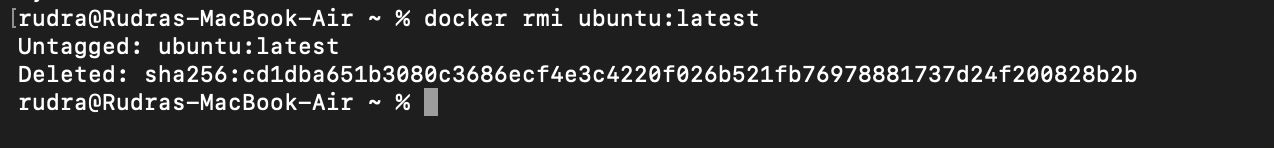 [rudra@Rudras-MacBook-Air ~ % docker rmi ubuntu:latest
Untagged: ubuntu:latest
Deleted: sha256:cd1dba651b3080c3686ecf4e3c4220f026b521fb76978881737d24f200828b2b
rudra@Rudras-MacBook-Air ~ %